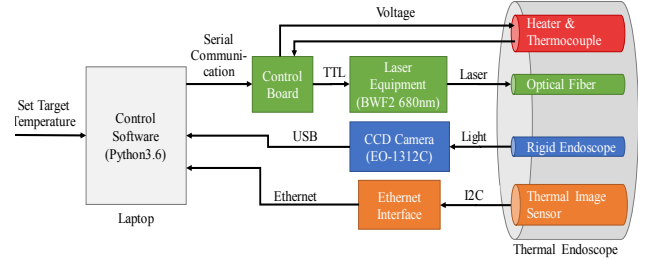 Voltage
Heater &
Thermocouple
Serial
Communi-
cation
Control
Board
TTL
Laser
Equipment
(BWF2 680nm)
Laser
Optical Fiber
Set Target
Temperature
Control
Software
(Python3.6)
USB
CCD Camera
(EO-1312C)
Light
Rigid Endoscope
Ethernet
Ethernet
Interface
I2C
Thermal Image
Sensor
Laptop
Thermal Endoscope